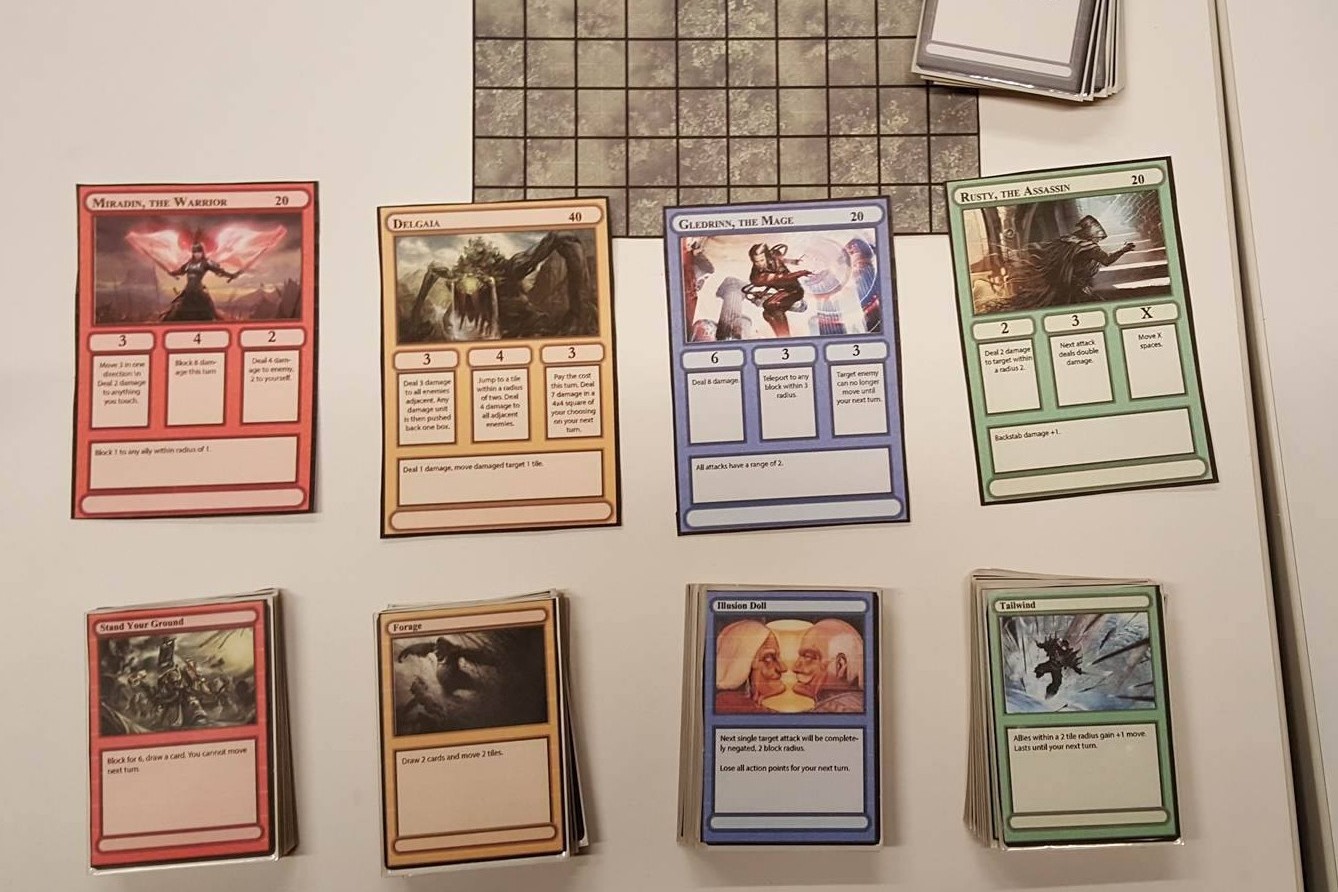 MIRADIN, THE WARRIOR 20
3
Move 3 in one
direction \n
Deal 2 damage
to anything
you touch.
4
Block 8 dam-
age this turn
2
Deal 4 dam-
age to enemy,
2 to yourself.
Block 1 to any ally within radius of 1.
DELGAIA 40
3
Deal 3 damage
to all enemies
adjacent. Any
damage unit
is then pushed
back one box.
4
Jump to a tile
within a radius
of two. Deal
4 damage to
all adjacent
enemies.
3
Pay the cost
this turn. Deal
7 damage in a
4x4 square of
your choosing
on your next
turn.
Deal 1 damage, move damaged target 1 tile.
GLEDRINN, THE MAGE 20
6
Deal 8 damage.
3
Teleport to any
block within 3
radius.
3
Target enemy
can no longer
move until
your next turn.
All attacks have a range of 2.
RUSTY, THE ASSASSIN 20
2
Deal 2 damage
to target within
a radius 2.
3
Next attack
deals double
damage.
X
Move X
spaces.
Backstab damage +1.
Stand Your Ground
Block for 6, draw a card. You cannot move
next turn.
Forage
Draw 2 cards and move 2 tiles.
Illusion Doll
Next single target attack will be complete-
ly negated, 2 block radius.
Lose all action points for your next turn.
Tailwind
Allies within a 2 tile radius gain +1 move.
Lasts until your next turn.